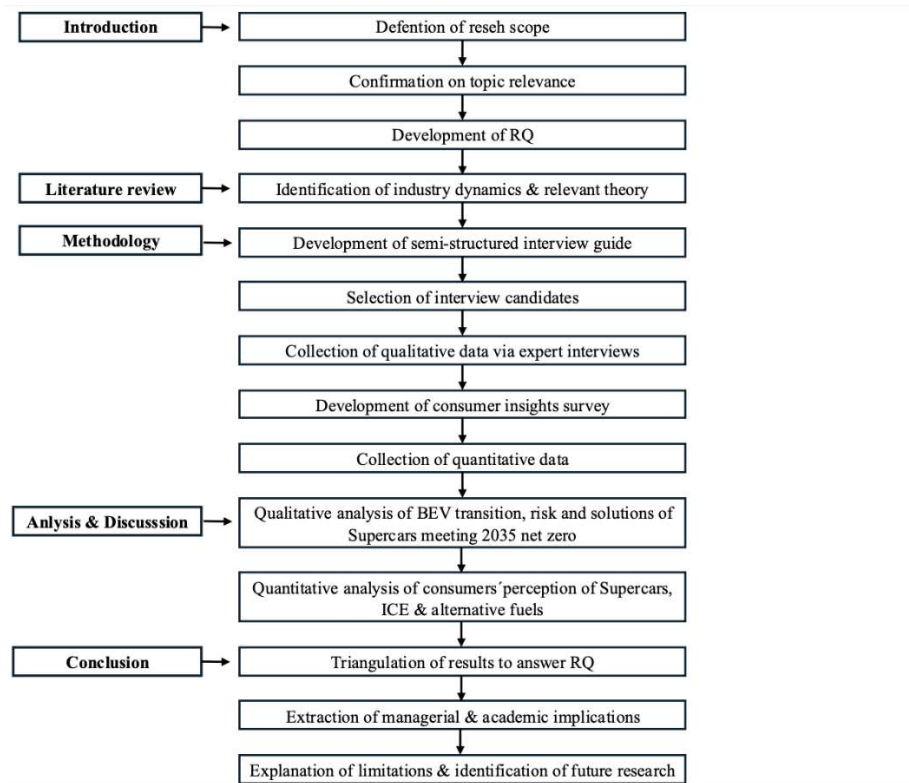 Introduction
Defention of reseh scope
Confirmation on topic relevance
Development of RQ
Literature review
Identification of industry dynamics & relevant theory
Methodology
Development of semi-structured interview guide
Selection of interview candidates
Collection of qualitative data via expert interviews
Development of consumer insights survey
Collection of quantitative data
Anlysis & Discusssion
Qualitative analysis of BEV transition, risk and solutions of
Supercars meeting 2035 net zero
Quantitative analysis of consumers´perception of Supercars,
ICE & alternative fuels
Conclusion
Triangulation of results to answer RQ
Extraction of managerial & academic implications
Explanation of limitations & identification of future research